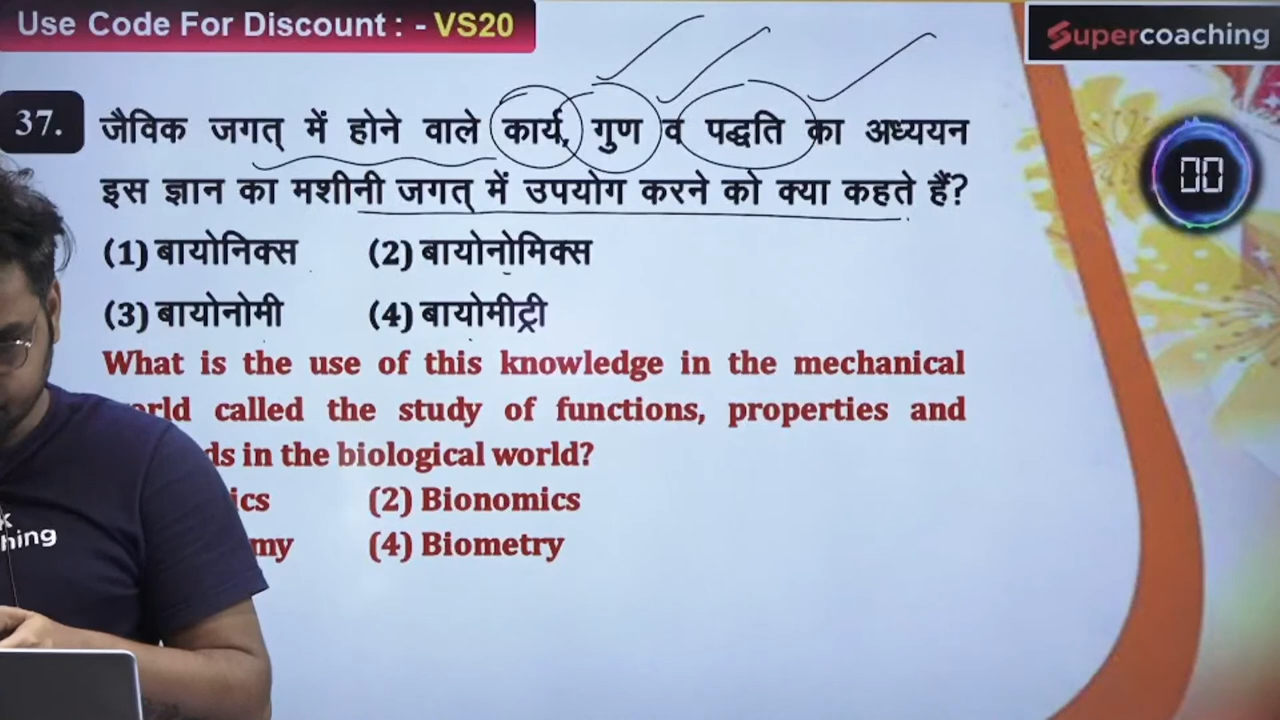 Use Code For Discount : - VS20
Supercoaching
37. जैविक जगत् में होने वाले कार्य, गुण व पद्धति का अध्ययन
इस ज्ञान का मशीनी जगत् में उपयोग करने को क्या कहते हैं?
00
(1) बायोनिक्स (2) बायोनोमिक्स
(3) बायोनोमी (4) बायोमीट्री
What is the use of this knowledge in the mechanical
called the study of functions, properties and
in the biological world?
(2) Bionomics
(4) Biometry